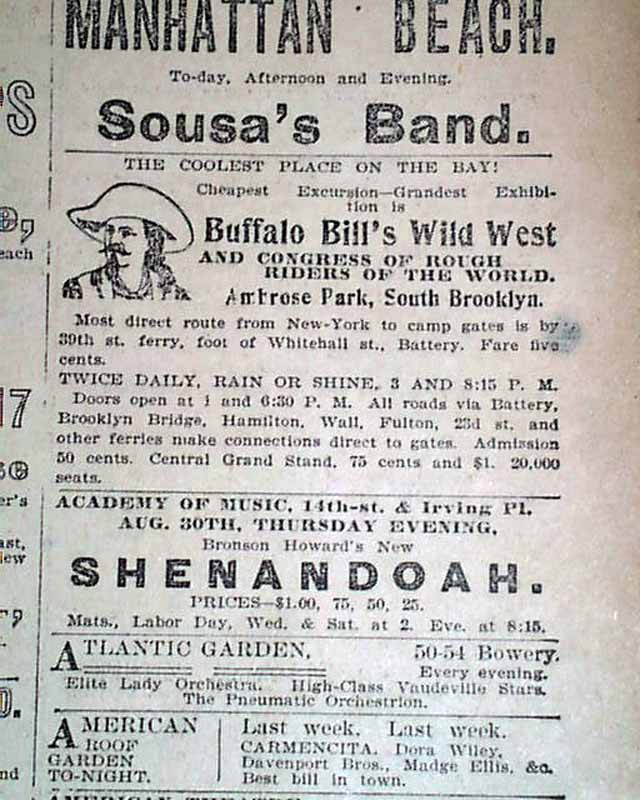 MANHATTAN BEACH.
To-day, Afternoon and Evening.
Sousa's Band.
THE COOLEST PLACE ON THE BAY!
Cheapest Excursion—Grandest Exhibi-
tion is
Buffalo Bill's Wild West
AND CONGRESS OF ROUGH
RIDERS OF THE WORLD.
Ambrose Park, South Brooklyn.
Most direct route from New-York to camp gates is by
39th st. ferry, foot of Whitehall st., Battery. Fare five
cents.
TWICE DAILY, RAIN OR SHINE, 3 AND 8:15 P. M.
Doors open at 1 and 6:30 P. M. All roads via Battery,
Brooklyn Bridge, Hamilton, Wall, Fulton, 23d st. and
other ferries make connections direct to gates. Admission
50 cents. Central Grand Stand, 75 cents and $1. 20,000
seats.
ACADEMY OF MUSIC, 14th-st. & Irving Pl.
AUG. 30TH, THURSDAY EVENING,
Bronson Howard's New
SHENANDOAH.
PRICES—$1.00, 75, 50, 25.
Mats., Labor Day, Wed. & Sat. at 2. Eve. at 8:15.
ATLANTIC GARDEN, 50-54 Bowery.
Every evening.
Elite Lady Orchestra. High-Class Vaudeville Stars.
The Pneumatic Orchestrion.
AMERICAN
ROOF
GARDEN
TO-NIGHT.
Last week. Last week.
CARMENCITA, Dora Wiley,
Davenport Bros., Madge Ellis, &c.
Best bill in town.